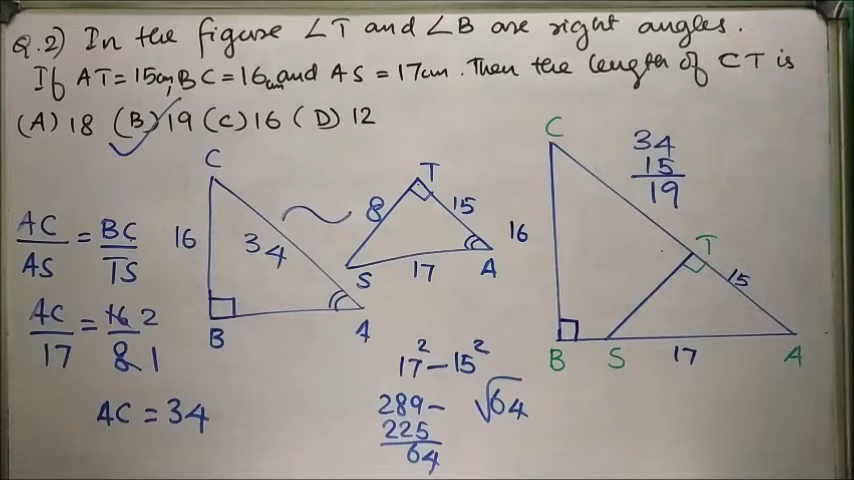 Q.2) In the figure ∠T and ∠B are right angles.
If AT = 15cm, BC = 16cm and AS = 17cm. Then the length of CT is
(A) 18 (B) 19 (C) 16 (D) 12
AC/AS = BC/TS
AC/17 = 16 2/8 1
AC = 34
C
16
34
B
A
T
8
15
S
17
A
17² - 15²
289-
225
64
√64
C
34
15
19
16
T
15
B
S
17
A